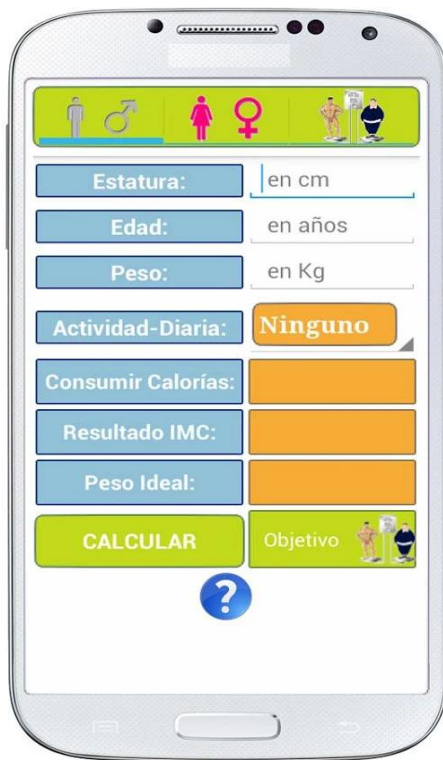 Estatura: en cm
Edad: en años
Peso: en Kg
Actividad-Diaria: Ninguno
Consumir Calorías:
Resultado IMC:
Peso Ideal:
CALCULAR Objetivo
?